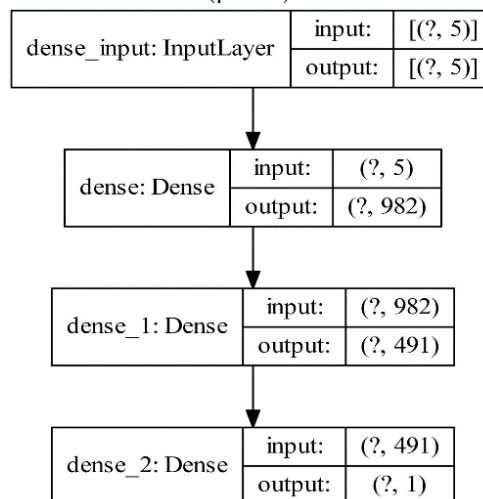 dense_input: InputLayer
input: [(?, 5)]
output: [(?, 5)]
dense: Dense
input: (?, 5)
output: (?, 982)
dense_1: Dense
input: (?, 982)
output: (?, 491)
dense_2: Dense
input: (?, 491)
output: (?, 1)